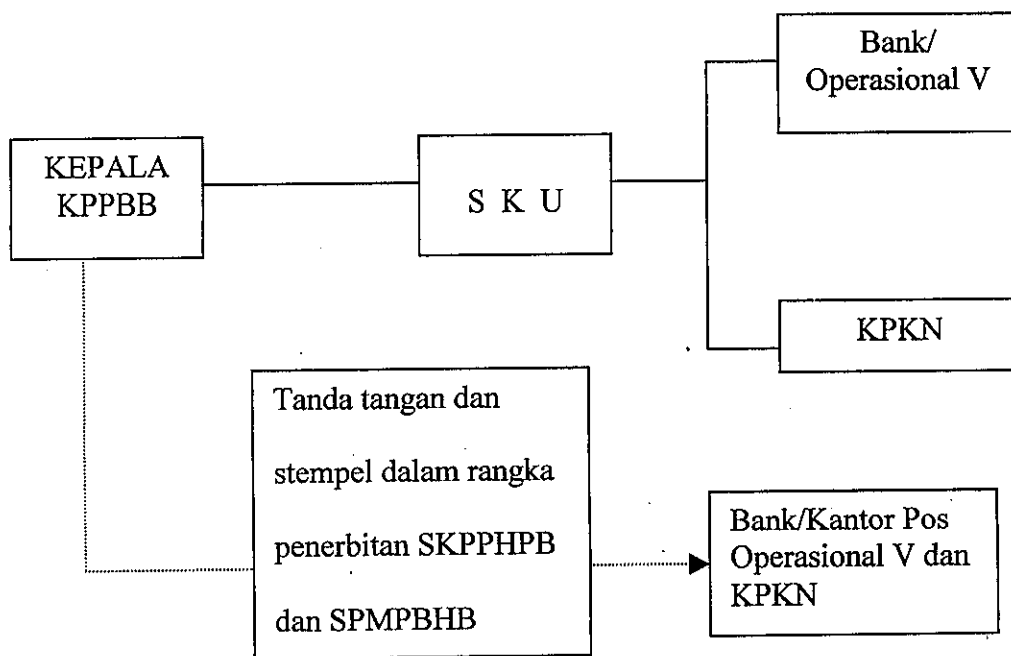 Bank/
Operasional V
KEPALA
KPPBB
S K U
KPKN
Tanda tangan dan
stempel dalam rangka
penerbitan SKPPHPB
dan SPMPBHB
Bank/Kantor Pos
Operasional V dan
KPKN